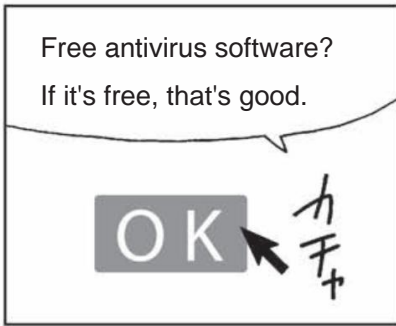 Free antivirus software?
If it's free, that's good.
OK
カチャ